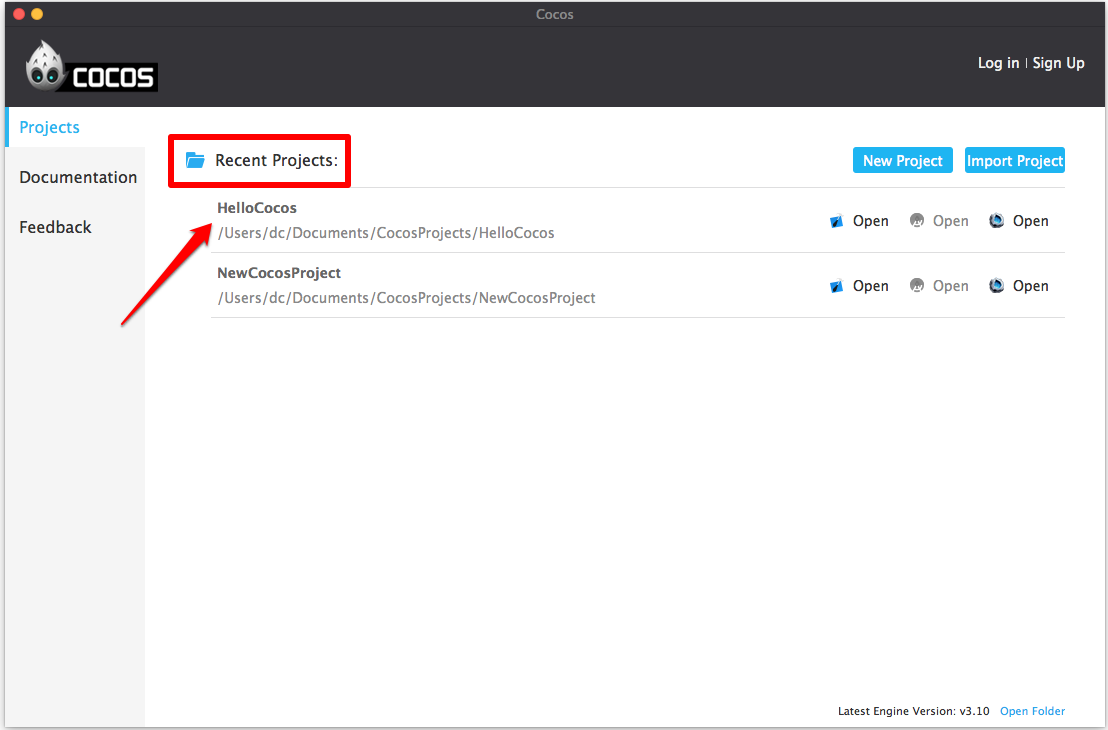 Cocos
COCOS
Log in | Sign Up
Projects
Documentation
Feedback
Recent Projects:
New Project
Import Project
HelloCocos
/Users/dc/Documents/CocosProjects/HelloCocos
Open
Open
Open
NewCocosProject
/Users/dc/Documents/CocosProjects/NewCocosProject
Open
Open
Open
Latest Engine Version: v3.10
Open Folder